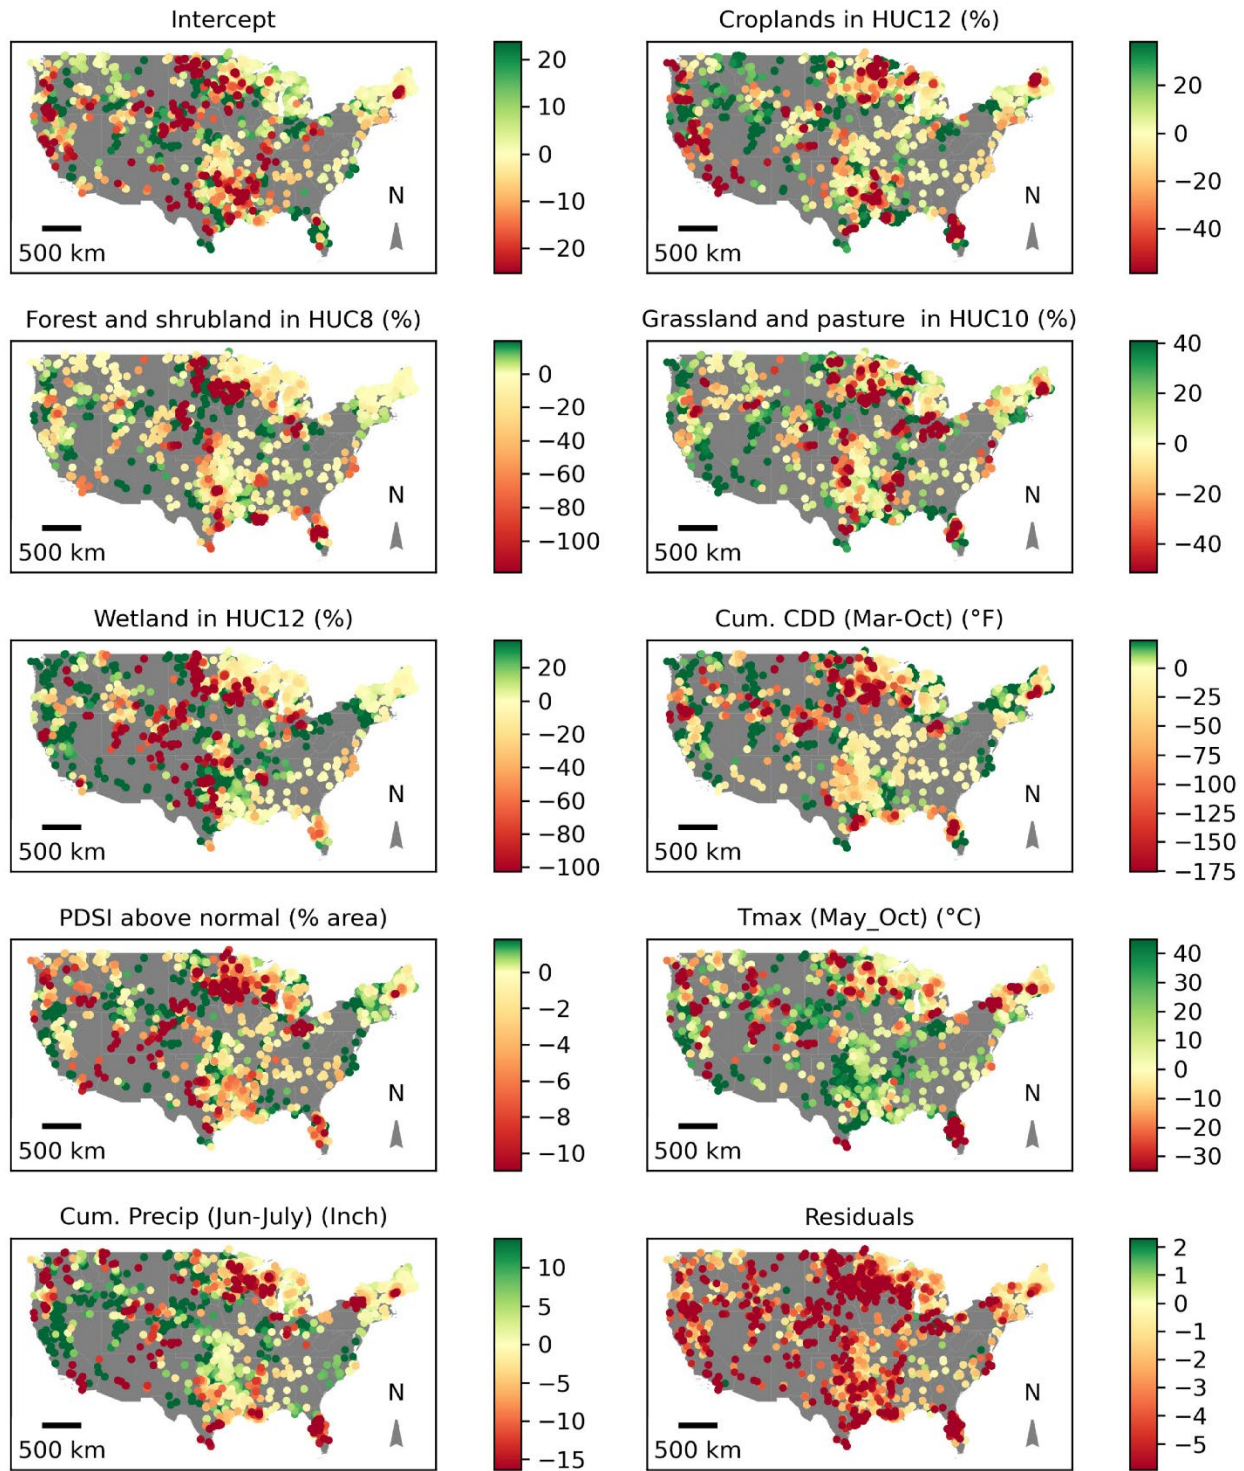 Intercept
20
10
0
−10
−20
N
500 km
Croplands in HUC12 (%)
20
0
−20
−40
N
500 km
Forest and shrubland in HUC8 (%)
0
−20
−40
−60
−80
−100
N
500 km
Grassland and pasture  in HUC10 (%)
40
20
0
−20
−40
N
500 km
Wetland in HUC12 (%)
20
0
−20
−40
−60
−80
−100
N
500 km
Cum. CDD (Mar-Oct) (°F)
0
−25
−50
−75
−100
−125
−150
−175
N
500 km
PDSI above normal (% area)
0
−2
−4
−6
−8
−10
N
500 km
Tmax (May_Oct) (°C)
40
30
20
10
0
−10
−20
−30
N
500 km
Cum. Precip (Jun-July) (Inch)
10
5
0
−5
−10
−15
N
500 km
Residuals
2
1
0
−1
−2
−3
−4
−5
N
500 km